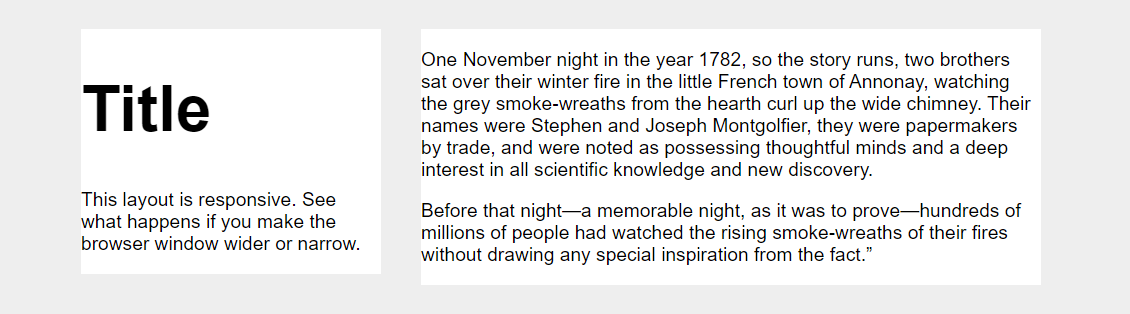 Title
This layout is responsive. See
what happens if you make the
browser window wider or narrow.
One November night in the year 1782, so the story runs, two brothers
sat over their winter fire in the little French town of Annonay, watching
the grey smoke-wreaths from the hearth curl up the wide chimney. Their
names were Stephen and Joseph Montgolfier, they were papermakers
by trade, and were noted as possessing thoughtful minds and a deep
interest in all scientific knowledge and new discovery.
Before that night—a memorable night, as it was to prove—hundreds of
millions of people had watched the rising smoke-wreaths of their fires
without drawing any special inspiration from the fact.”